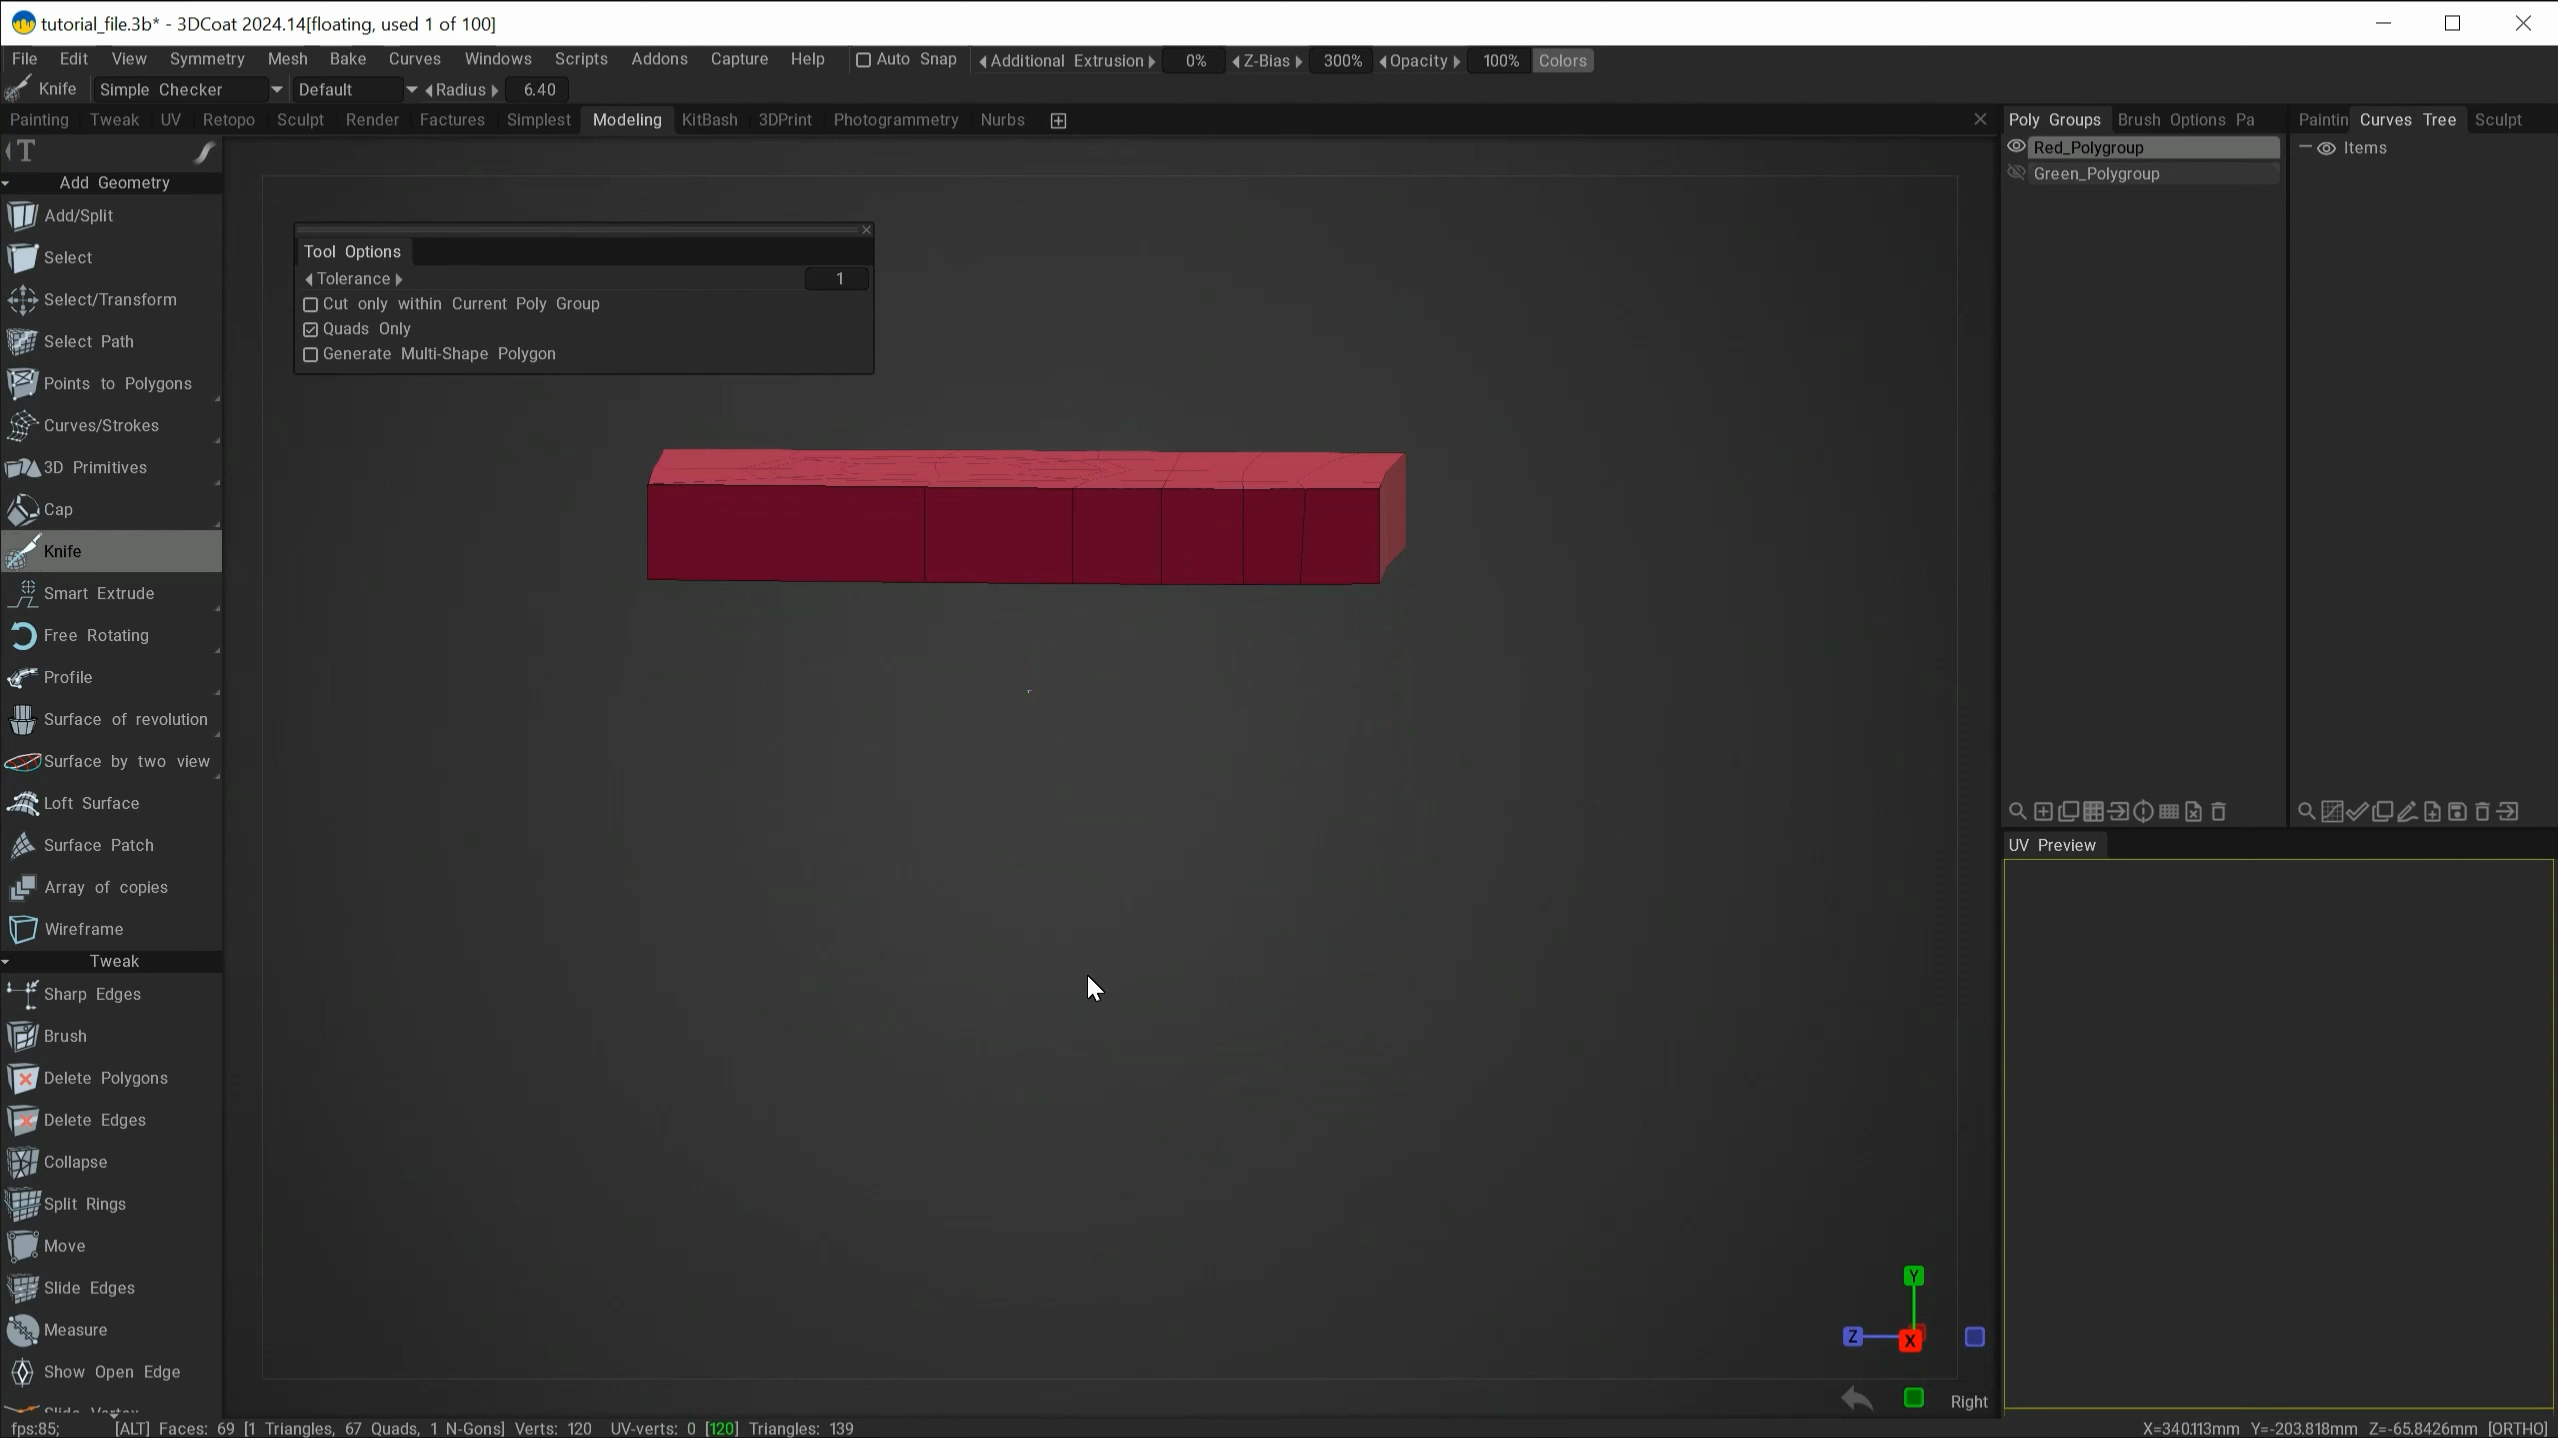 tutorial_file.3b* - 3DCoat 2024.14[floating, used 1 of 100]
File Edit View Symmetry Mesh Bake Curves Windows Scripts Addons Capture Help Auto Snap Additional Extrusion 0% Z-Bias 300% Opacity 100% Colors
Knife Simple Checker Default Radius 6.40
Painting Tweak UV Retopo Sculpt Render Factures Simplest Modeling KitBash 3DPrint Photogrammetry Nurbs
T
Add Geometry
Add/Split
Select
Select/Transform
Select Path
Points to Polygons
Curves/Strokes
3D Primitives
Cap
Knife
Smart Extrude
Free Rotating
Profile
Surface of revolution
Surface by two view
Loft Surface
Surface Patch
Array of copies
Wireframe
Tweak
Sharp Edges
Brush
Delete Polygons
Delete Edges
Collapse
Split Rings
Move
Slide Edges
Measure
Show Open Edge
Tool Options
Tolerance 1
Cut only within Current Poly Group
Quads Only
Generate Multi-Shape Polygon
Poly Groups Brush Options Pa
Red_Polygroup
Green_Polygroup
Paintin Curves Tree Sculpt
Items
UV Preview
Y
Z X
Right
fps:85; [ALT] Faces: 69 [1 Triangles, 67 Quads, 1 N-Gons] Verts: 120 UV-verts: 0 [120] Triangles: 139
X=340.113mm Y=-203.818mm Z=-65.8426mm [ORTHO]